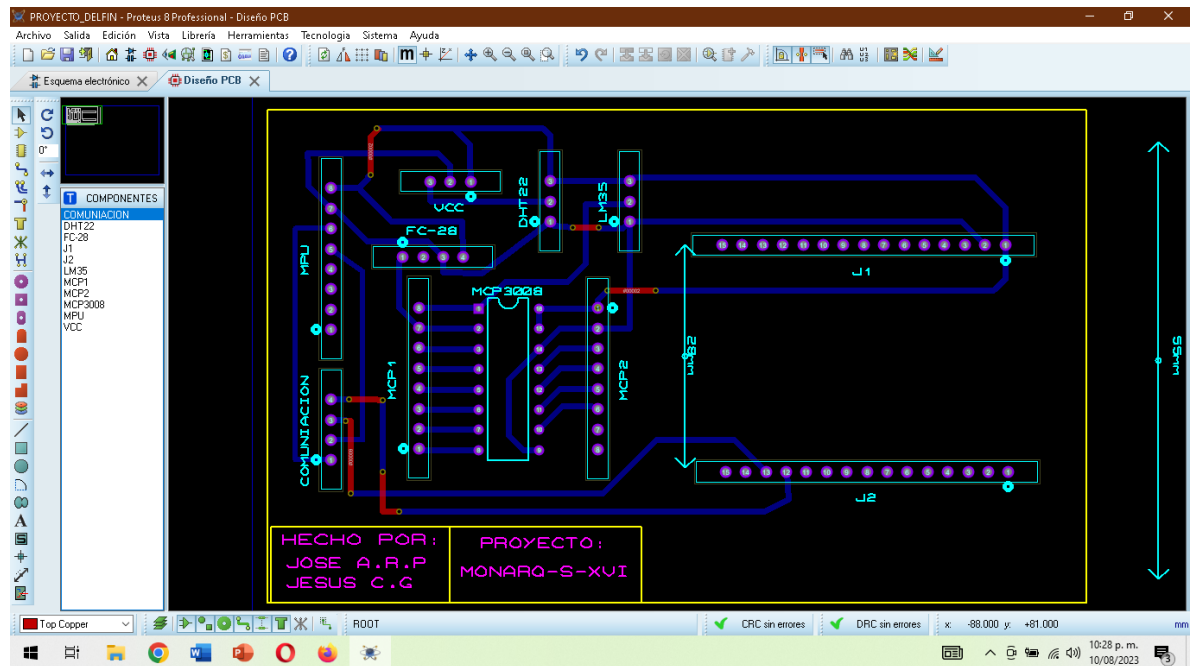 PROYECTO_DELFIN - Proteus 8 Professional - Diseño PCB
Archivo Salida Edición Vista Librería Herramientas Tecnología Sistema Ayuda
Esquema electrónico
Diseño PCB
0°
COMPONENTES
COMUNIACION
DHT22
FC-28
J1
J2
LM35
MCP1
MCP2
MCP3008
MPU
VCC
VCC
DHT22
LM35
FC-28
MPU
J1
MCP3008
MCP1
MCP2
COMUNIACION
J2
HECHO POR:
JOSE A.R.P
JESUS C.G
PROYECTO:
MONARQ-S-XVI
Top Copper
ROOT
CRC sin errores
DRC sin errores
x: -88.000 y: +81.000 mm
10:28 p. m.
10/08/2023